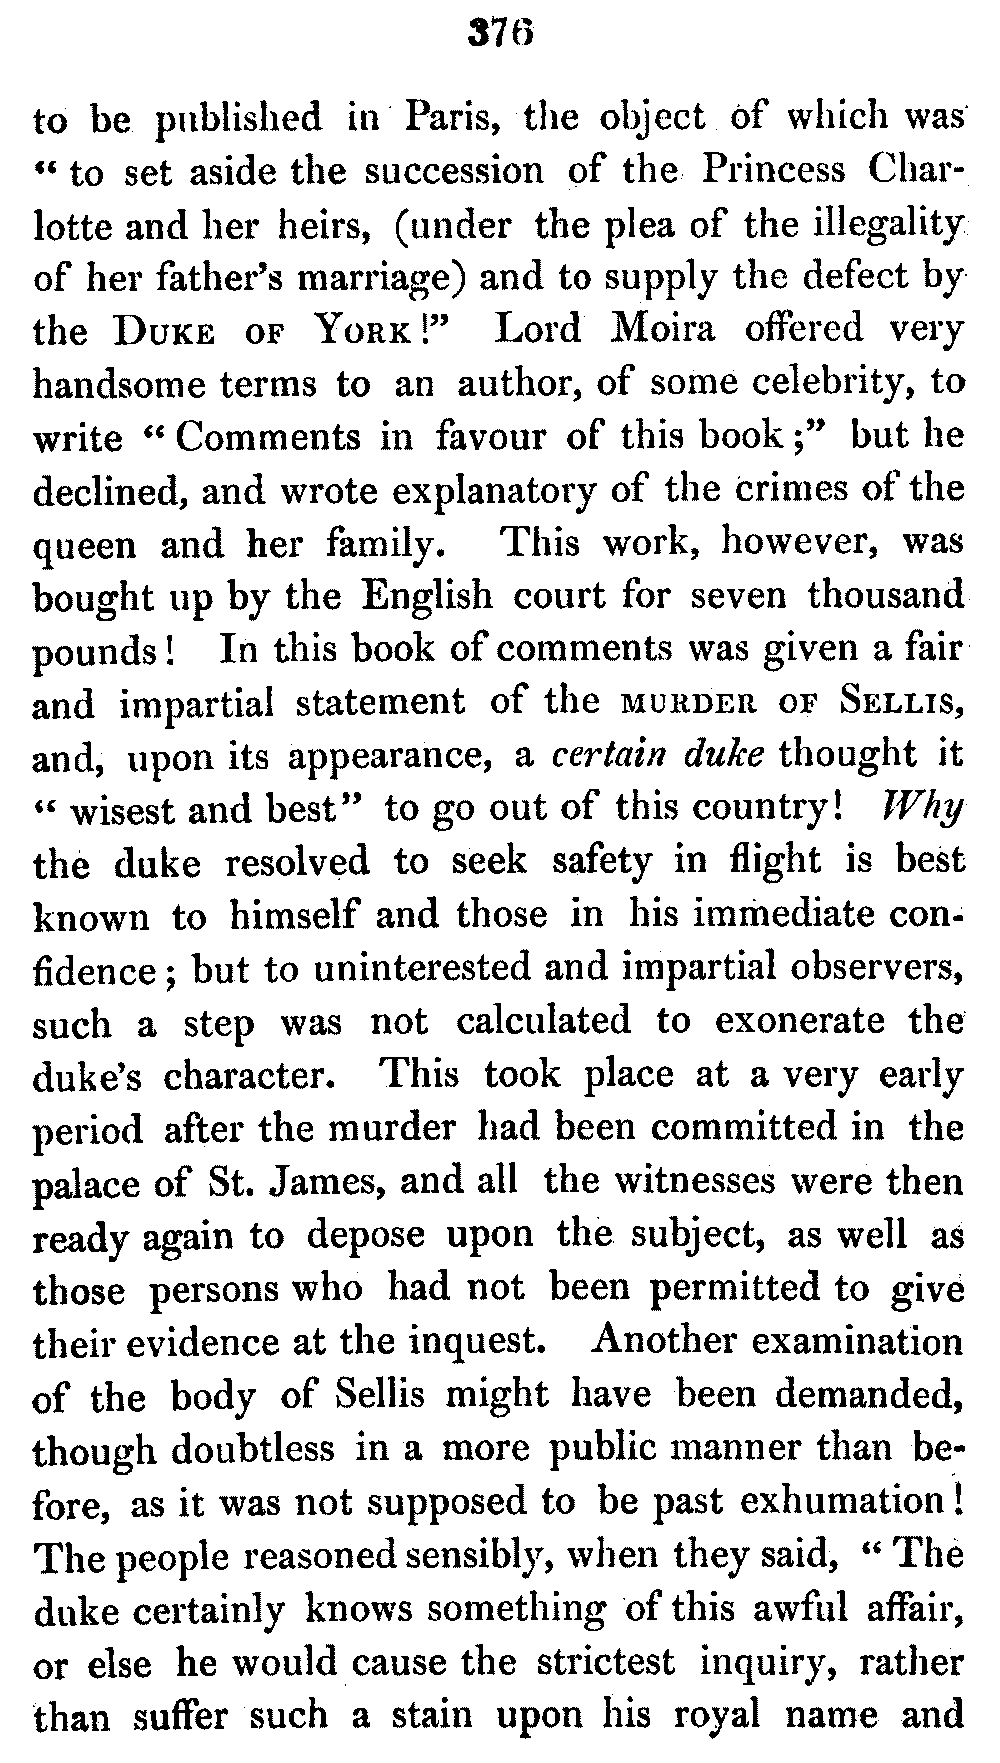 376
to be published in Paris, the object of which was
“ to set aside the succession of the Princess Char-
lotte and her heirs, (under the plea of the illegality
of her father’s marriage) and to supply the defect by
the Duke of York!” Lord Moira offered very
handsome terms to an author, of some celebrity, to
write “ Comments in favour of this book;” but he
declined, and wrote explanatory of the crimes of the
queen and her family. This work, however, was
bought up by the English court for seven thousand
pounds! In this book of comments was given a fair
and impartial statement of the murder of Sellis,
and, upon its appearance, a certain duke thought it
“ wisest and best” to go out of this country! Why
the duke resolved to seek safety in flight is best
known to himself and those in his immediate con-
fidence; but to uninterested and impartial observers,
such a step was not calculated to exonerate the
duke’s character. This took place at a very early
period after the murder had been committed in the
palace of St. James, and all the witnesses were then
ready again to depose upon the subject, as well as
those persons who had not been permitted to give
their evidence at the inquest. Another examination
of the body of Sellis might have been demanded,
though doubtless in a more public manner than be-
fore, as it was not supposed to be past exhumation!
The people reasoned sensibly, when they said, “ The
duke certainly knows something of this awful affair,
or else he would cause the strictest inquiry, rather
than suffer such a stain upon his royal name and